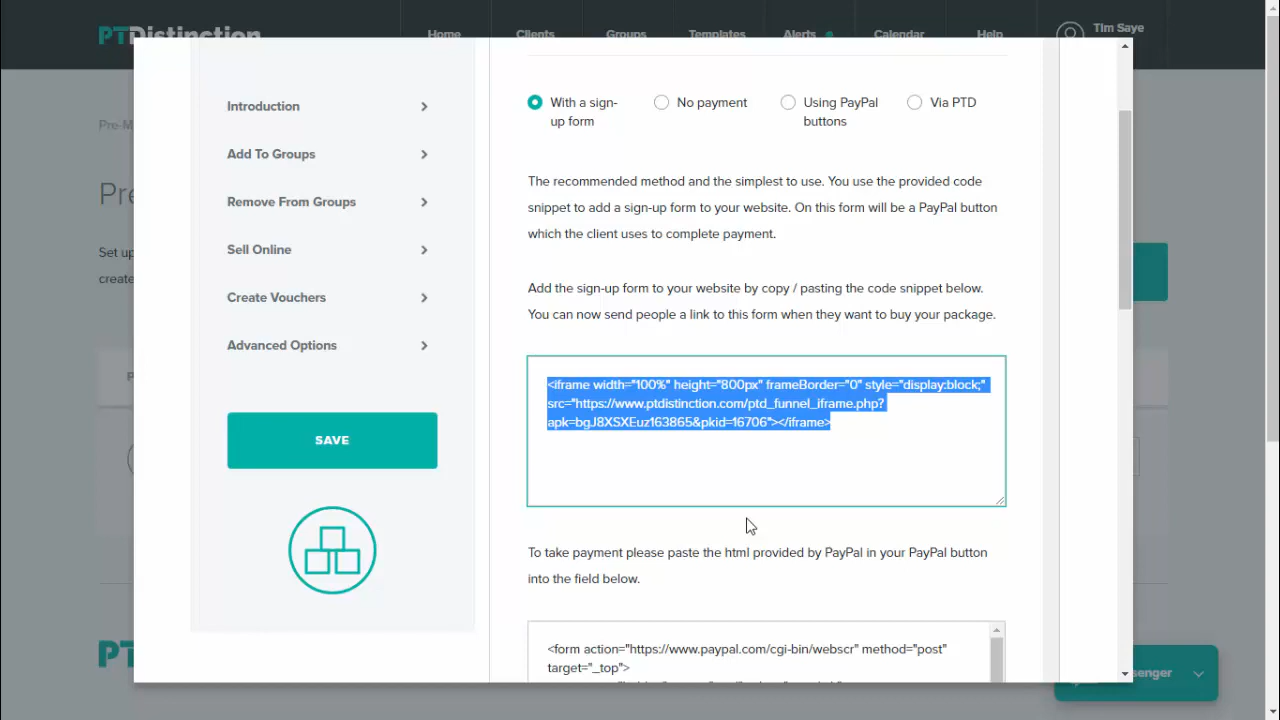 PTDistinction
Home
Clients
Groups
Templates
Alerts
Calendar
Help
Tim Saye
Introduction
Add To Groups
Remove From Groups
Sell Online
Create Vouchers
Advanced Options
SAVE
With a sign-
up form
No payment
Using PayPal
buttons
Via PTD
The recommended method and the simplest to use. You use the provided code
snippet to add a sign-up form to your website. On this form will be a PayPal button
which the client uses to complete payment.
Add the sign-up form to your website by copy / pasting the code snippet below.
You can now send people a link to this form when they want to buy your package.
<iframe width="100%" height="800px" frameBorder="0" style="display:block;"
src="https://www.ptdistinction.com/ptd_funnel_iframe.php?
apk=bgJ8XSXEuz163865&pkid=16706"></iframe>
To take payment please paste the html provided by PayPal in your PayPal button
into the field below.
<form action="https://www.paypal.com/cgi-bin/webscr" method="post"
target="_top">
Pre-M
Pre
Set up
create
PT
senger